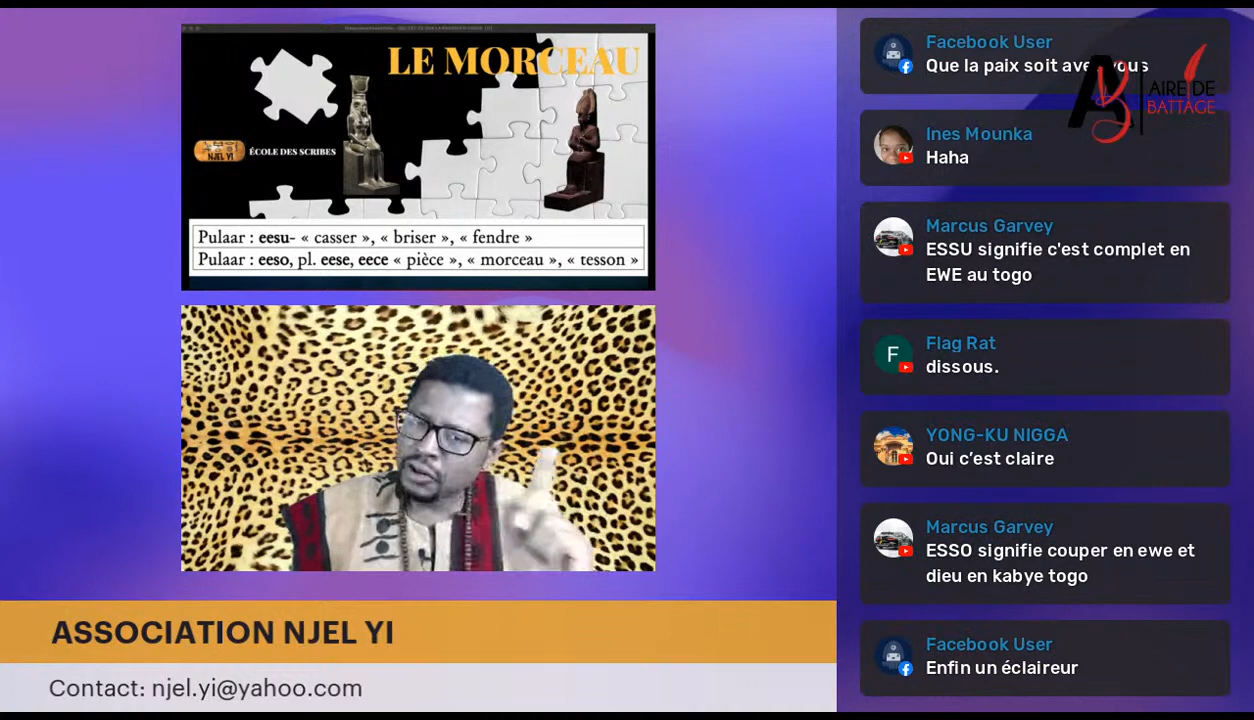 LE MORCEAU
NJEL YI
ÉCOLE DES SCRIBES
Pulaar : eesu- « casser », « briser », « fendre »
Pulaar : eeso, pl. eese, eece « pièce », « morceau », « tesson »
ASSOCIATION NJEL YI
Contact: njel.yi@yahoo.com
Facebook User
Que la paix soit avec vous
AB
AIRE DE
BATTAGE
Ines Mounka
Haha
Marcus Garvey
ESSU signifie c'est complet en
EWE au togo
F
Flag Rat
dissous.
YONG-KU NIGGA
Oui c’est claire
Marcus Garvey
ESSO signifie couper en ewe et
dieu en kabye togo
Facebook User
Enfin un éclaireur